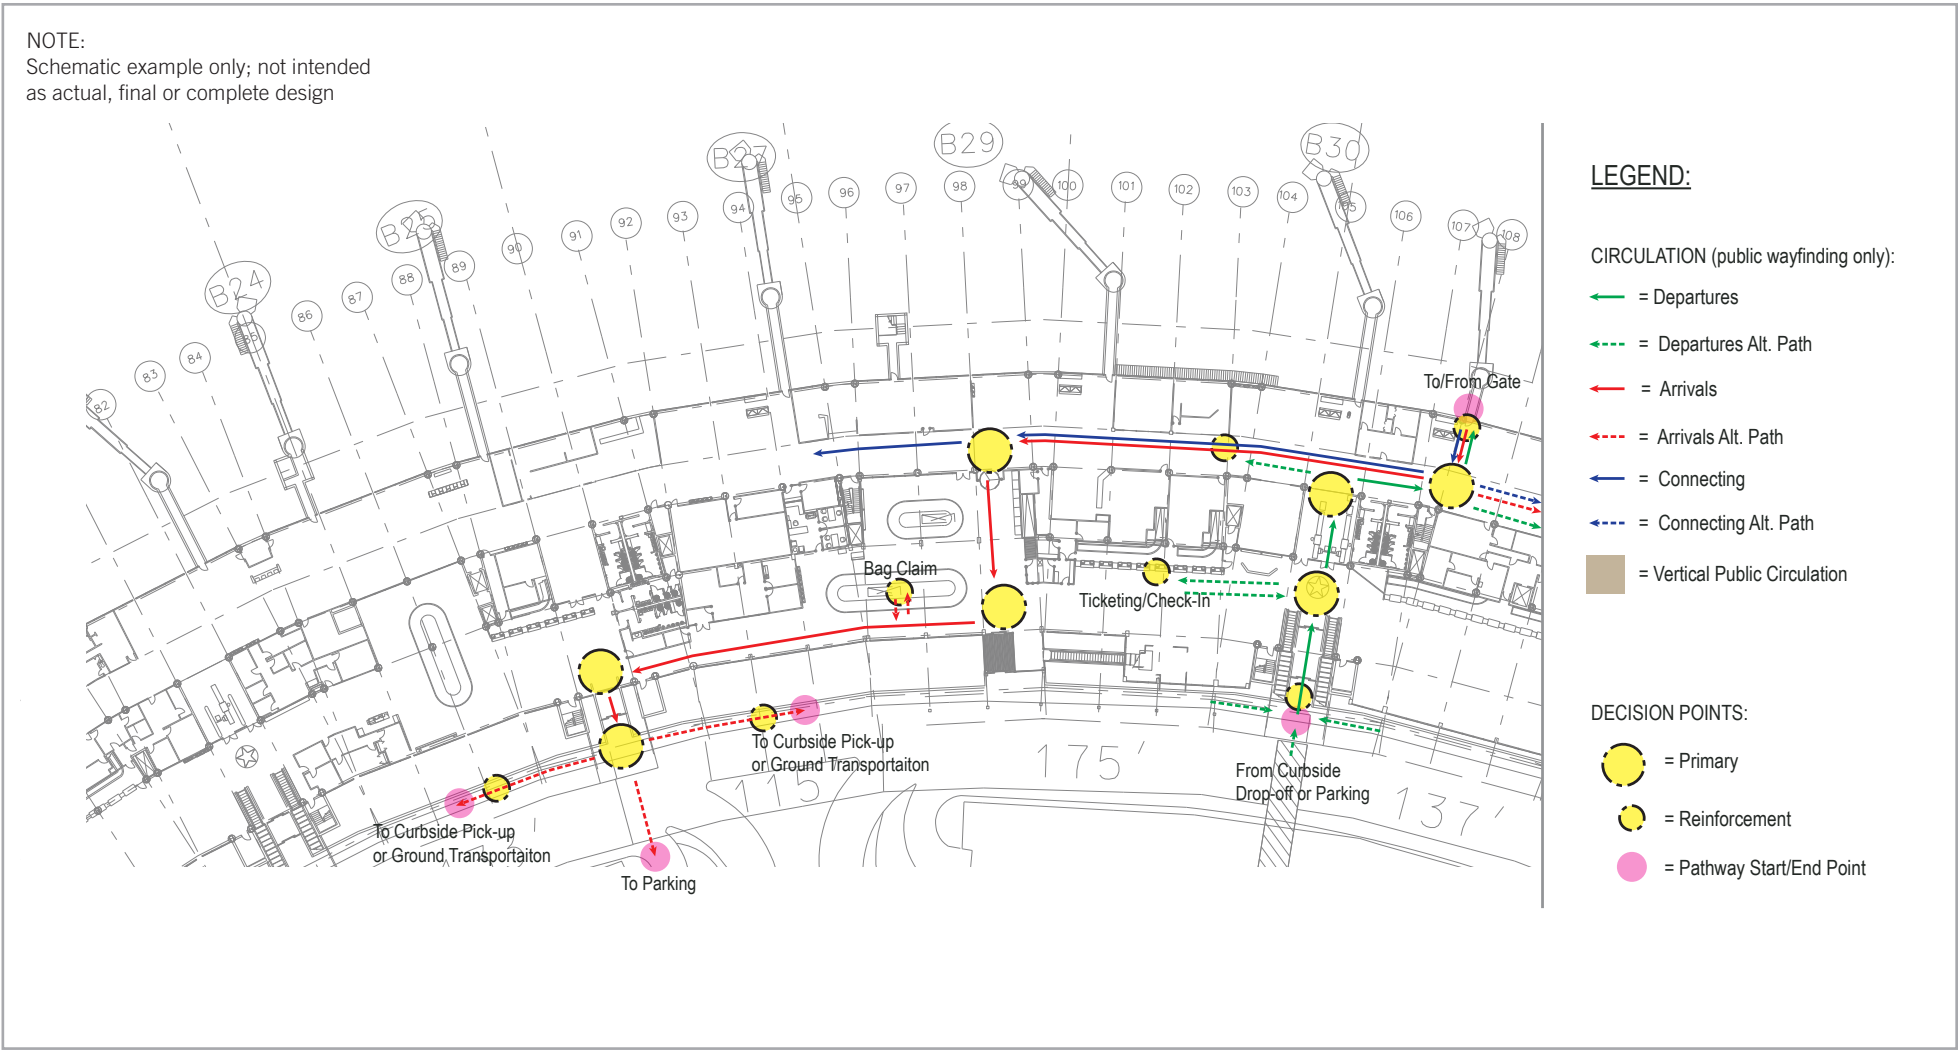 NOTE:
Schematic example only; not intended
as actual, final or complete design
B29
B30
B27
B24
82
83
84
86
87
88
89
90
91
92
93
94
95
96
97
98
99
100
101
102
103
104
106
107
108
To/From Gate
Bag Claim
Ticketing/Check-In
To Curbside Pick-up
or Ground Transportaiton
175'
115'
From Curbside
Drop-off or Parking
137'
To Curbside Pick-up
or Ground Transportaiton
To Parking
LEGEND:
CIRCULATION (public wayfinding only):
= Departures
= Departures Alt. Path
= Arrivals
= Arrivals Alt. Path
= Connecting
= Connecting Alt. Path
= Vertical Public Circulation
DECISION POINTS:
= Primary
= Reinforcement
= Pathway Start/End Point